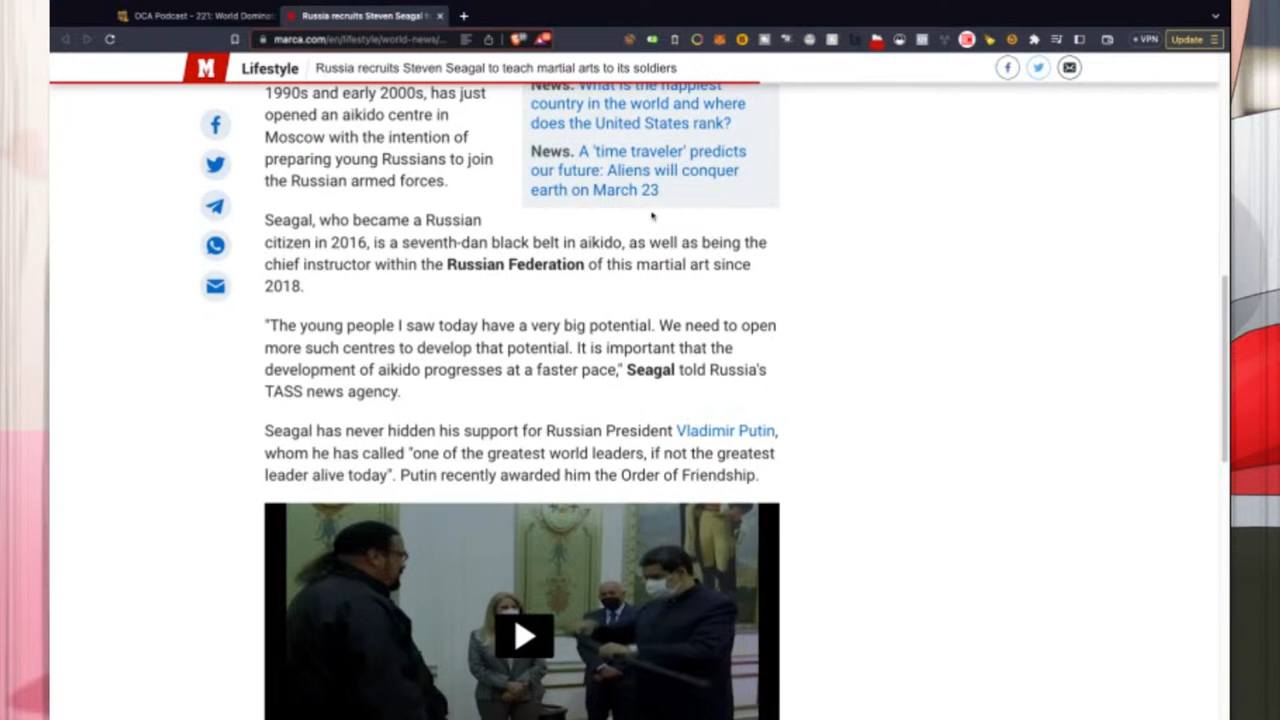 OCA Podcast - 221: World Domina
Russia recruits Steven Seagal t
marca.com/en/lifestyle/world-news/...
VPN
Update
M
Lifestyle
Russia recruits Steven Seagal to teach martial arts to its soldiers
1990s and early 2000s, has just
opened an aikido centre in
Moscow with the intention of
preparing young Russians to join
the Russian armed forces.
News. What is the happiest
country in the world and where
does the United States rank?
News. A 'time traveler' predicts
our future: Aliens will conquer
earth on March 23
Seagal, who became a Russian
citizen in 2016, is a seventh-dan black belt in aikido, as well as being the
chief instructor within the Russian Federation of this martial art since
2018.
"The young people I saw today have a very big potential. We need to open
more such centres to develop that potential. It is important that the
development of aikido progresses at a faster pace," Seagal told Russia's
TASS news agency.
Seagal has never hidden his support for Russian President Vladimir Putin,
whom he has called "one of the greatest world leaders, if not the greatest
leader alive today". Putin recently awarded him the Order of Friendship.